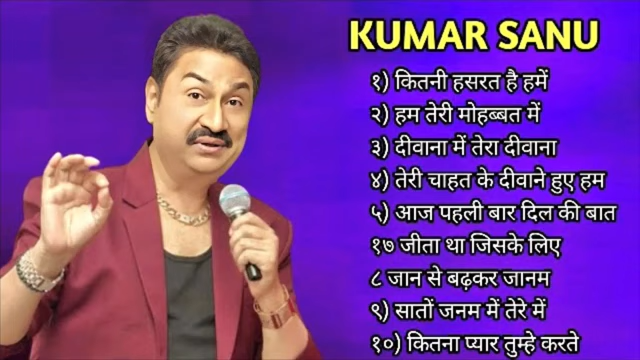 KUMAR SANU
१) कितनी हसरत है हमें
२) हम तेरी मोहब्बत में
३) दीवाना में तेरा दीवाना
४) तेरी चाहत के दीवाने हुए हम
५) आज पहली बार दिल की बात
१७ जीता था जिसके लिए
८ जान से बढ़कर जानम
९) सातों जनम में तेरे में
१०) कितना प्यार तुम्हे करते